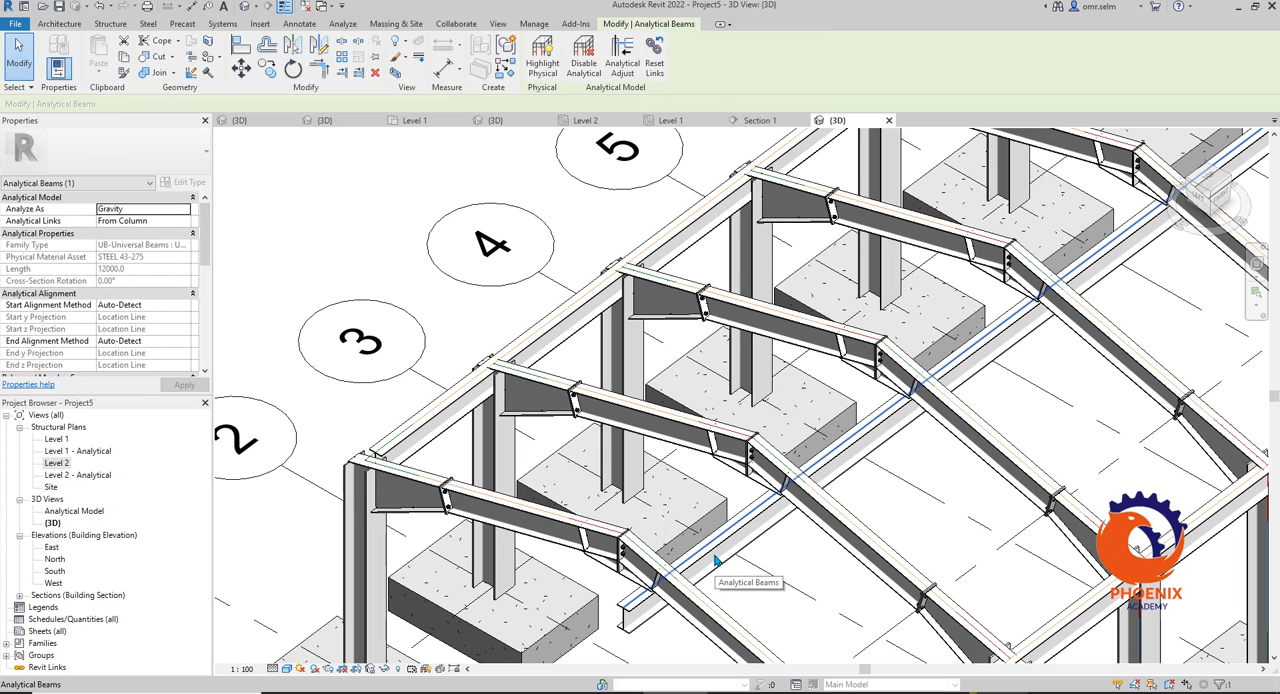 Autodesk Revit 2022 - Project5 - 3D View: {3D}
omr.selm
File Architecture Structure Steel Precast Systems Insert Annotate Analyze Massing & Site Collaborate View Manage Add-Ins Modify | Analytical Beams
Modify
Paste
Cope
Cut
Join
Highlight Physical
Disable Analytical
Analytical Adjust
Reset Links
Select Properties Clipboard Geometry Modify View Measure Create Physical Analytical Model
Modify | Analytical Beams
Properties
{3D} {3D} Level 1 {3D} Level 2 Level 1 Section 1 {3D}
Analytical Beams (1)
Edit Type
Analytical Model
Analyze As Gravity
Analytical Links From Column
Analytical Properties
Family Type UB-Universal Beams : U...
Physical Material Asset STEEL 43-275
Length 12000.0
Cross-Section Rotation 0.00°
Analytical Alignment
Start Alignment Method Auto-Detect
Start y Projection Location Line
Start z Projection Location Line
End Alignment Method Auto-Detect
End y Projection Location Line
End z Projection Location Line
Properties help
Apply
Project Browser - Project5
Views (all)
Structural Plans
Level 1
Level 1 - Analytical
Level 2
Level 2 - Analytical
Site
3D Views
Analytical Model
{3D}
Elevations (Building Elevation)
East
North
South
West
Sections (Building Section)
Legends
Schedules/Quantities (all)
Sheets (all)
Families
Groups
Revit Links
5
4
3
2
Analytical Beams
PHOENIX
ACADEMY
1 : 100
Analytical Beams
:0
Main Model
:1